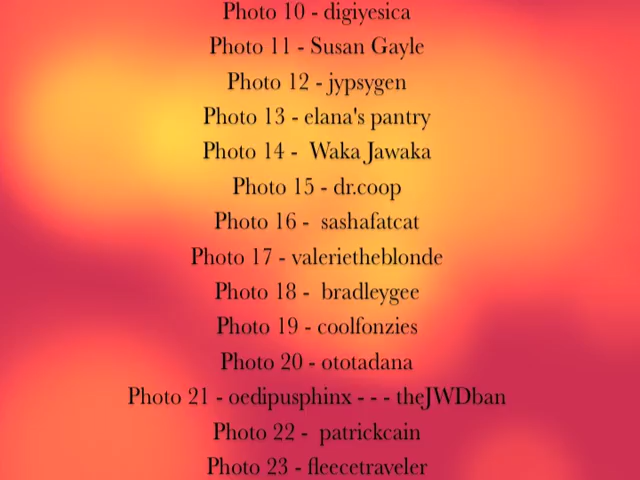 Photo 10 - digiyesica
Photo 11 - Susan Gayle
Photo 12 - jypsygen
Photo 13 - elana's pantry
Photo 14 -  Waka Jawaka
Photo 15 - dr.coop
Photo 16 -  sashafatcat
Photo 17 - valerietheblonde
Photo 18 -  bradleygee
Photo 19 - coolfonzies
Photo 20 - ototadana
Photo 21 - oedipusphinx - - - theJWDban
Photo 22 -  patrickcain
Photo 23 - fleecetraveler